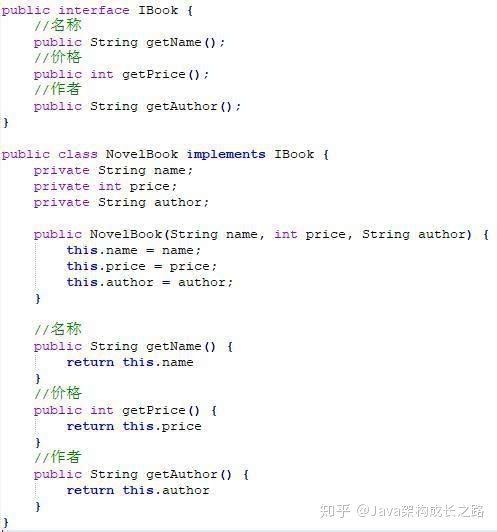 public interface IBook {
    //名称
    public String getName();
    //价格
    public int getPrice();
    //作者
    public String getAuthor();
}

public class NovelBook implements IBook {
    private String name;
    private int price;
    private String author;

    public NovelBook(String name, int price, String author) {
        this.name = name;
        this.price = price;
        this.author = author;
    }

    //名称
    public String getName() {
        return this.name
    }
    //价格
    public int getPrice() {
        return this.price
    }
    //作者
    public String getAuthor() {
        return this.author
    }
}
知乎 @Java架构成长之路